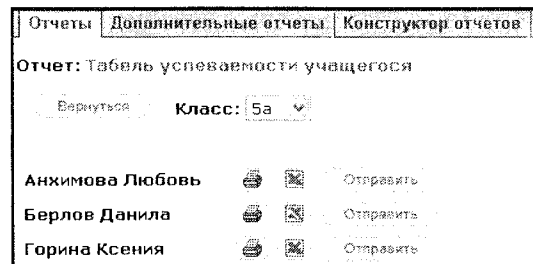 Отчеты Дополнительные отчеты Конструктор отчетов
Отчет: Табель успеваемости учащегося
Вернуться Класс: 5а
Анхимова Любовь Отправить
Берлов Данила Отправить
Горина Ксения Отправить